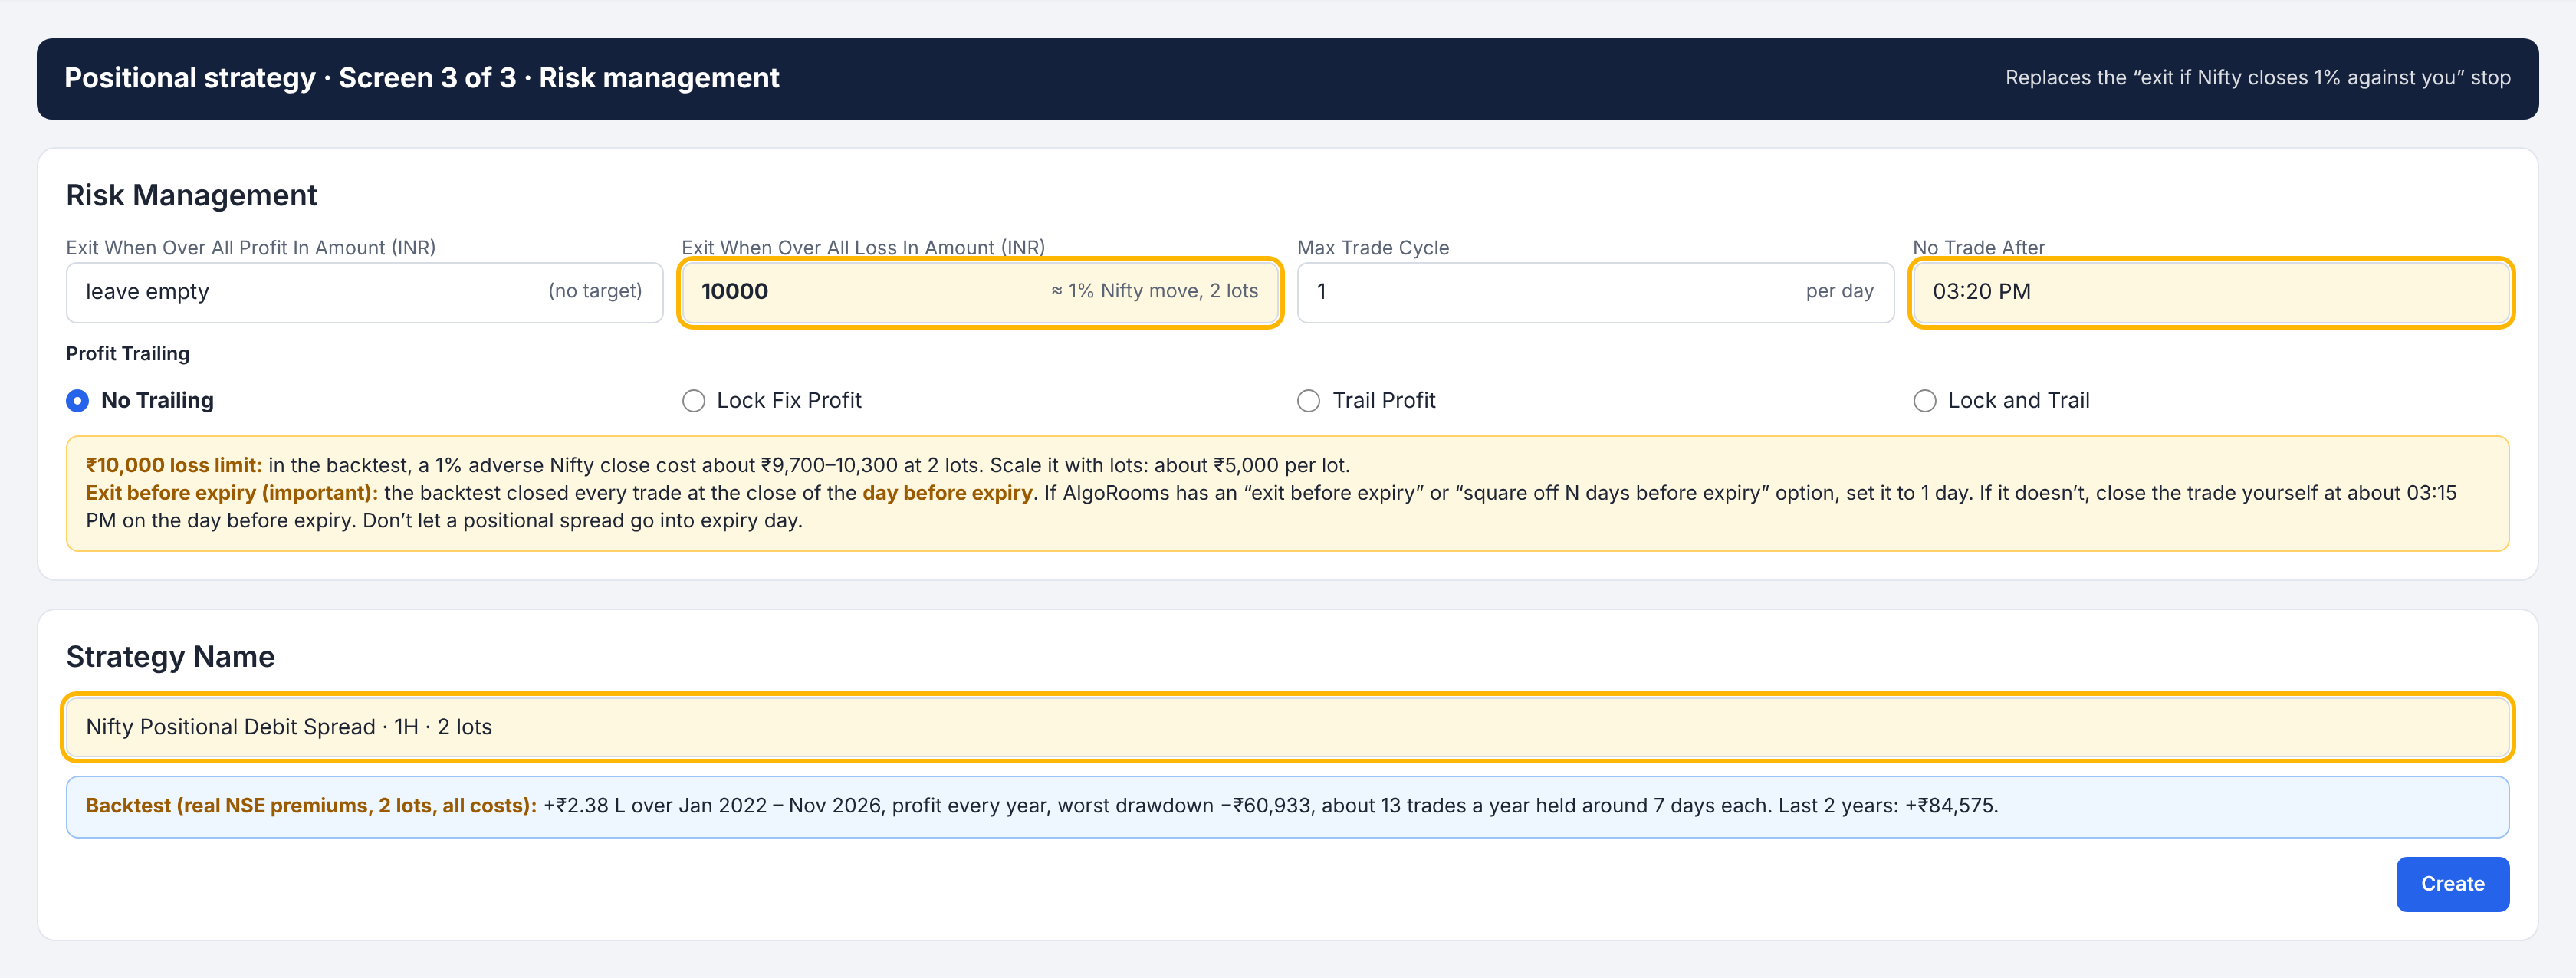 Positional strategy · Screen 3 of 3 · Risk management
Replaces the “exit if Nifty closes 1% against you” stop
Risk Management
Exit When Over All Profit In Amount (INR)
Exit When Over All Loss In Amount (INR)
Max Trade Cycle
No Trade After
leave empty (no target)
10000 ≈ 1% Nifty move, 2 lots
1 per day
03:20 PM
Profit Trailing
No Trailing
Lock Fix Profit
Trail Profit
Lock and Trail
₹10,000 loss limit: in the backtest, a 1% adverse Nifty close cost about ₹9,700–10,300 at 2 lots. Scale it with lots: about ₹5,000 per lot.
Exit before expiry (important): the backtest closed every trade at the close of the day before expiry. If AlgoRooms has an “exit before expiry” or “square off N days before expiry” option, set it to 1 day. If it doesn’t, close the trade yourself at about 03:15
PM on the day before expiry. Don’t let a positional spread go into expiry day.
Strategy Name
Nifty Positional Debit Spread · 1H · 2 lots
Backtest (real NSE premiums, 2 lots, all costs): +₹2.38 L over Jan 2022 – Nov 2026, profit every year, worst drawdown −₹60,933, about 13 trades a year held around 7 days each. Last 2 years: +₹84,575.
Create